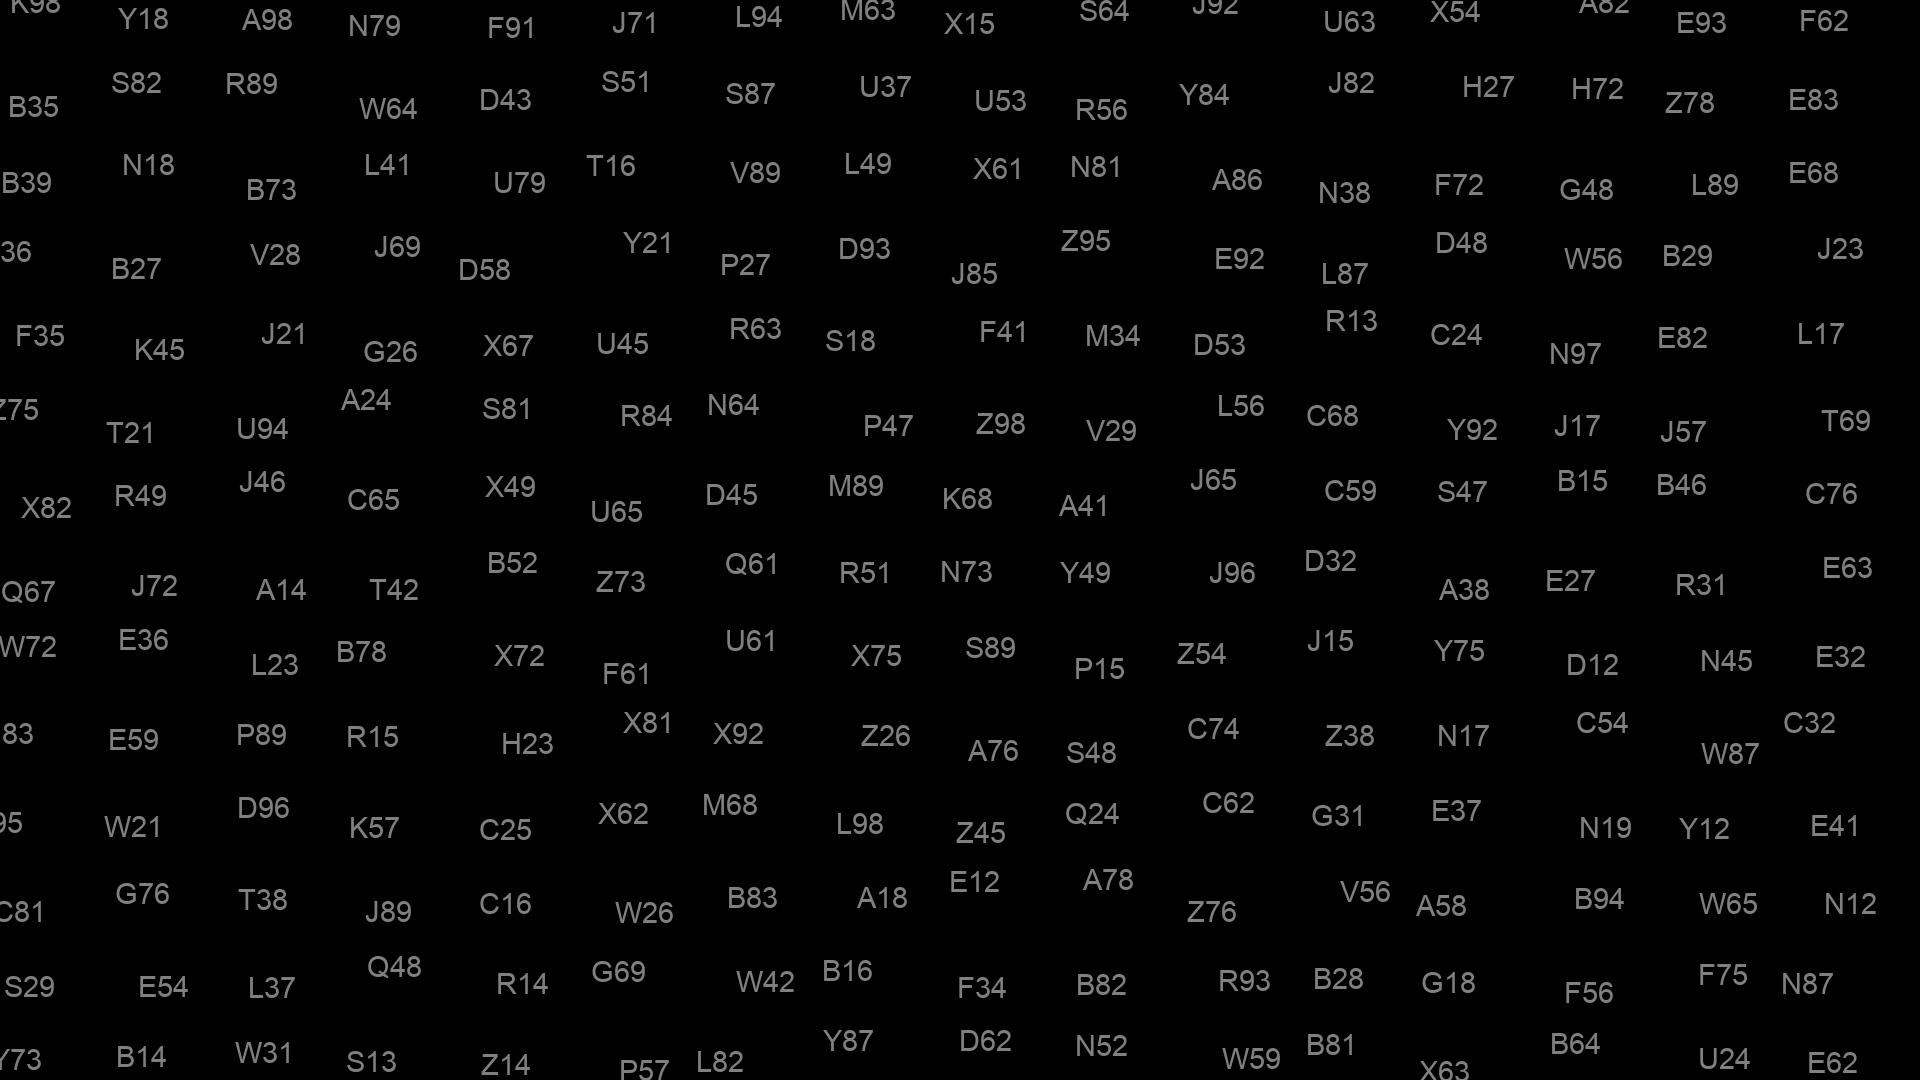 K98 Y18 A98 N79 F91 J71 L94 M63 X15 S64 J92 U63 X54 A82 E93 F62
B35 S82 R89 W64 D43 S51 S87 U37 U53 R56 Y84 J82 H27 H72 Z78 E83
B39 N18 B73 L41 U79 T16 V89 L49 X61 N81 A86 N38 F72 G48 L89 E68
36 B27 V28 J69 D58 Y21 P27 D93 J85 Z95 E92 L87 D48 W56 B29 J23
F35 K45 J21 G26 X67 U45 R63 S18 F41 M34 D53 R13 C24 N97 E82 L17
Z75 T21 U94 A24 S81 R84 N64 P47 Z98 V29 L56 C68 Y92 J17 J57 T69
X82 R49 J46 C65 X49 U65 D45 M89 K68 A41 J65 C59 S47 B15 B46 C76
Q67 J72 A14 T42 B52 Z73 Q61 R51 N73 Y49 J96 D32 A38 E27 R31 E63
W72 E36 L23 B78 X72 F61 U61 X75 S89 P15 Z54 J15 Y75 D12 N45 E32
83 E59 P89 R15 H23 X81 X92 Z26 A76 S48 C74 Z38 N17 C54 W87 C32
95 W21 D96 K57 C25 X62 M68 L98 Z45 Q24 C62 G31 E37 N19 Y12 E41
C81 G76 T38 J89 C16 W26 B83 A18 E12 A78 Z76 V56 A58 B94 W65 N12
S29 E54 L37 Q48 R14 G69 W42 B16 F34 B82 R93 B28 G18 F56 F75 N87
Y73 B14 W31 S13 Z14 P57 L82 Y87 D62 N52 W59 B81 X63 B64 U24 E62